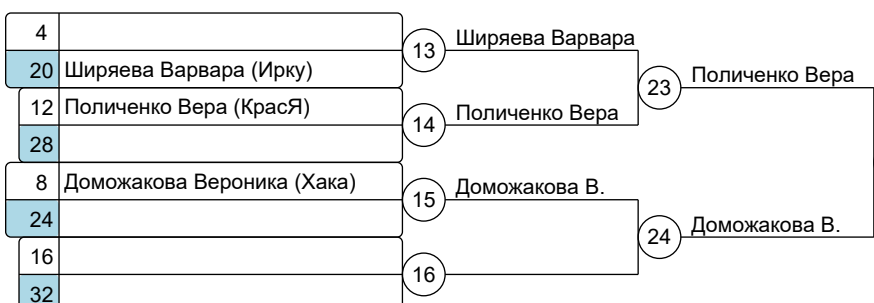 4
13 Ширяева Варвара
20 Ширяева Варвара (Ирку)
23 Поличенко Вера
12 Поличенко Вера (КрасЯ)
14 Поличенко Вера
28
8 Доможакова Вероника (Хака)
15 Доможакова В.
24
24 Доможакова В.
16
16
32